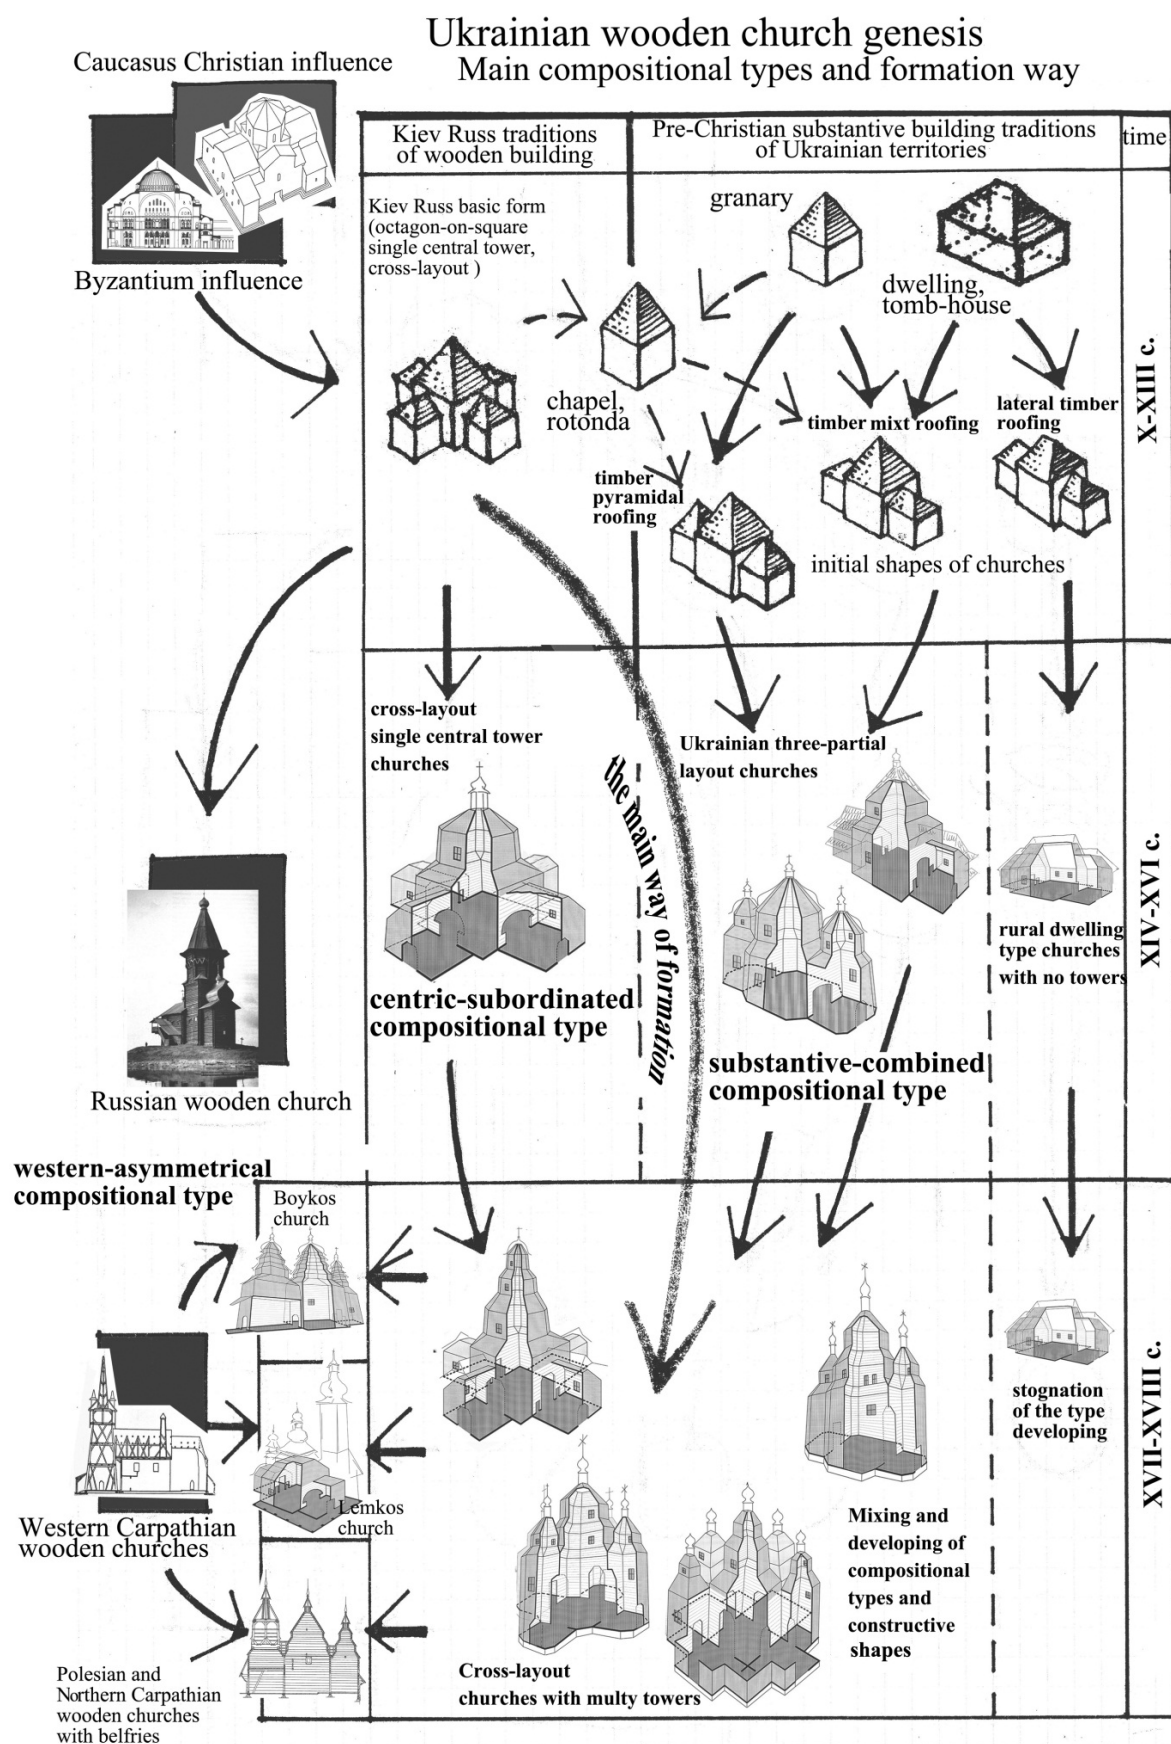 Ukrainian wooden church genesis
Main compositional types and formation way
Caucasus Christian influence
Byzantium influence
Kiev Russ traditions
of wooden building
Pre-Christian substantive building traditions
of Ukrainian territories
time
Kiev Russ basic form
(octagon-on-square
single central tower,
cross-layout )
granary
dwelling,
tomb-house
chapel,
rotonda
timber mixt roofing
lateral timber
roofing
timber
pyramidal
roofing
initial shapes of churches
X-XIII c.
cross-layout
single central tower
churches
the main way of formation
Ukrainian three-partial
layout churches
rural dwelling
type churches
with no towers
centric-subordinated
compositional type
substantive-combined
compositional type
XIV-XVI c.
Russian wooden church
western-asymmetrical
compositional type
Boykos
church
Lemkos
church
Western Carpathian
wooden churches
Polesian and
Northern Carpathian
wooden churches
with belfries
Cross-layout
churches with multy towers
Mixing and
developing of
compositional
types and
constructive
shapes
stognation
of the type
developing
XVII-XVIII c.